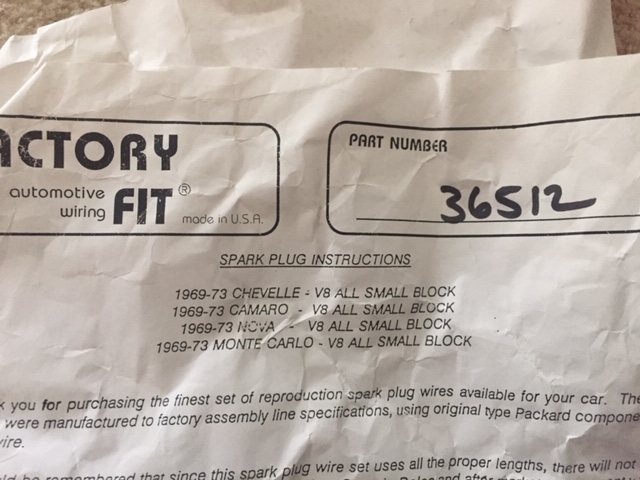 ACTORY
automotive
wiring FIT® made in U.S.A.
PART NUMBER
36512
SPARK PLUG INSTRUCTIONS
1969-73 CHEVELLE - V8 ALL SMALL BLOCK
1969-73 CAMARO - V8 ALL SMALL BLOCK
1969-73 NOVA - V8 ALL SMALL BLOCK
1969-73 MONTE CARLO - V8 ALL SMALL BLOCK
k you for purchasing the finest set of reproduction spark plug wires available for your car. The
were manufactured to factory assembly line specifications, using original type Packard compone
wire.
ld be remembered that since this spark plug wire set uses all the proper lengths, there will not